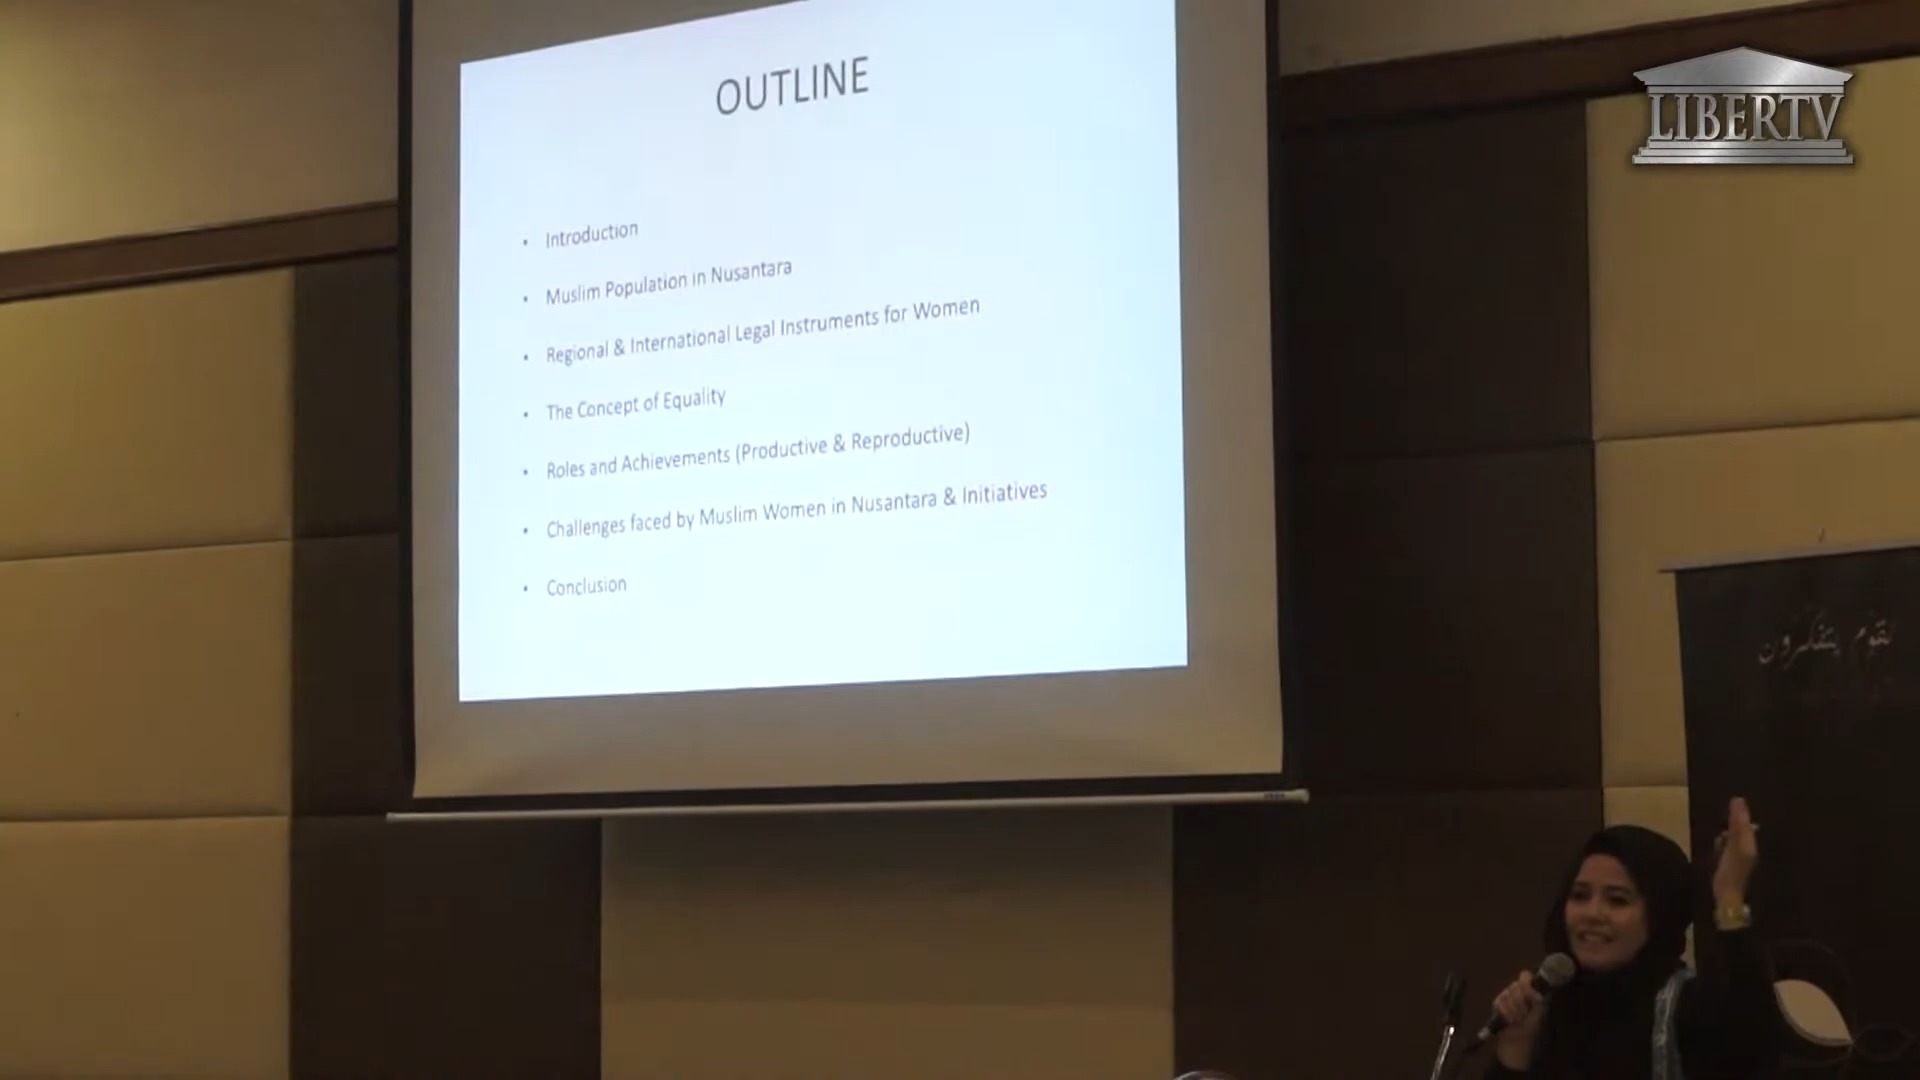 OUTLINE
LIBERTV
• Introduction
• Muslim Population in Nusantara
• Regional & International Legal Instruments for Women
• The Concept of Equality
• Roles and Achievements (Productive & Reproductive)
• Challenges faced by Muslim Women in Nusantara & Initiatives
• Conclusion
لقوم يتفكرون